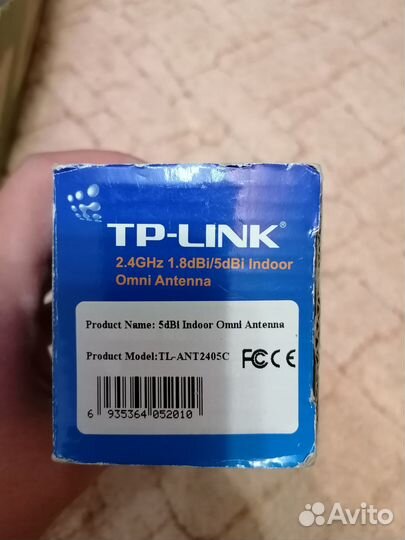 TP-LINK®
2.4GHz 1.8dBi/5dBi Indoor
Omni Antenna
Product Name: 5dBi Indoor Omni Antenna
Product Model:TL-ANT2405C FC CE
6 935364 052010
Avito